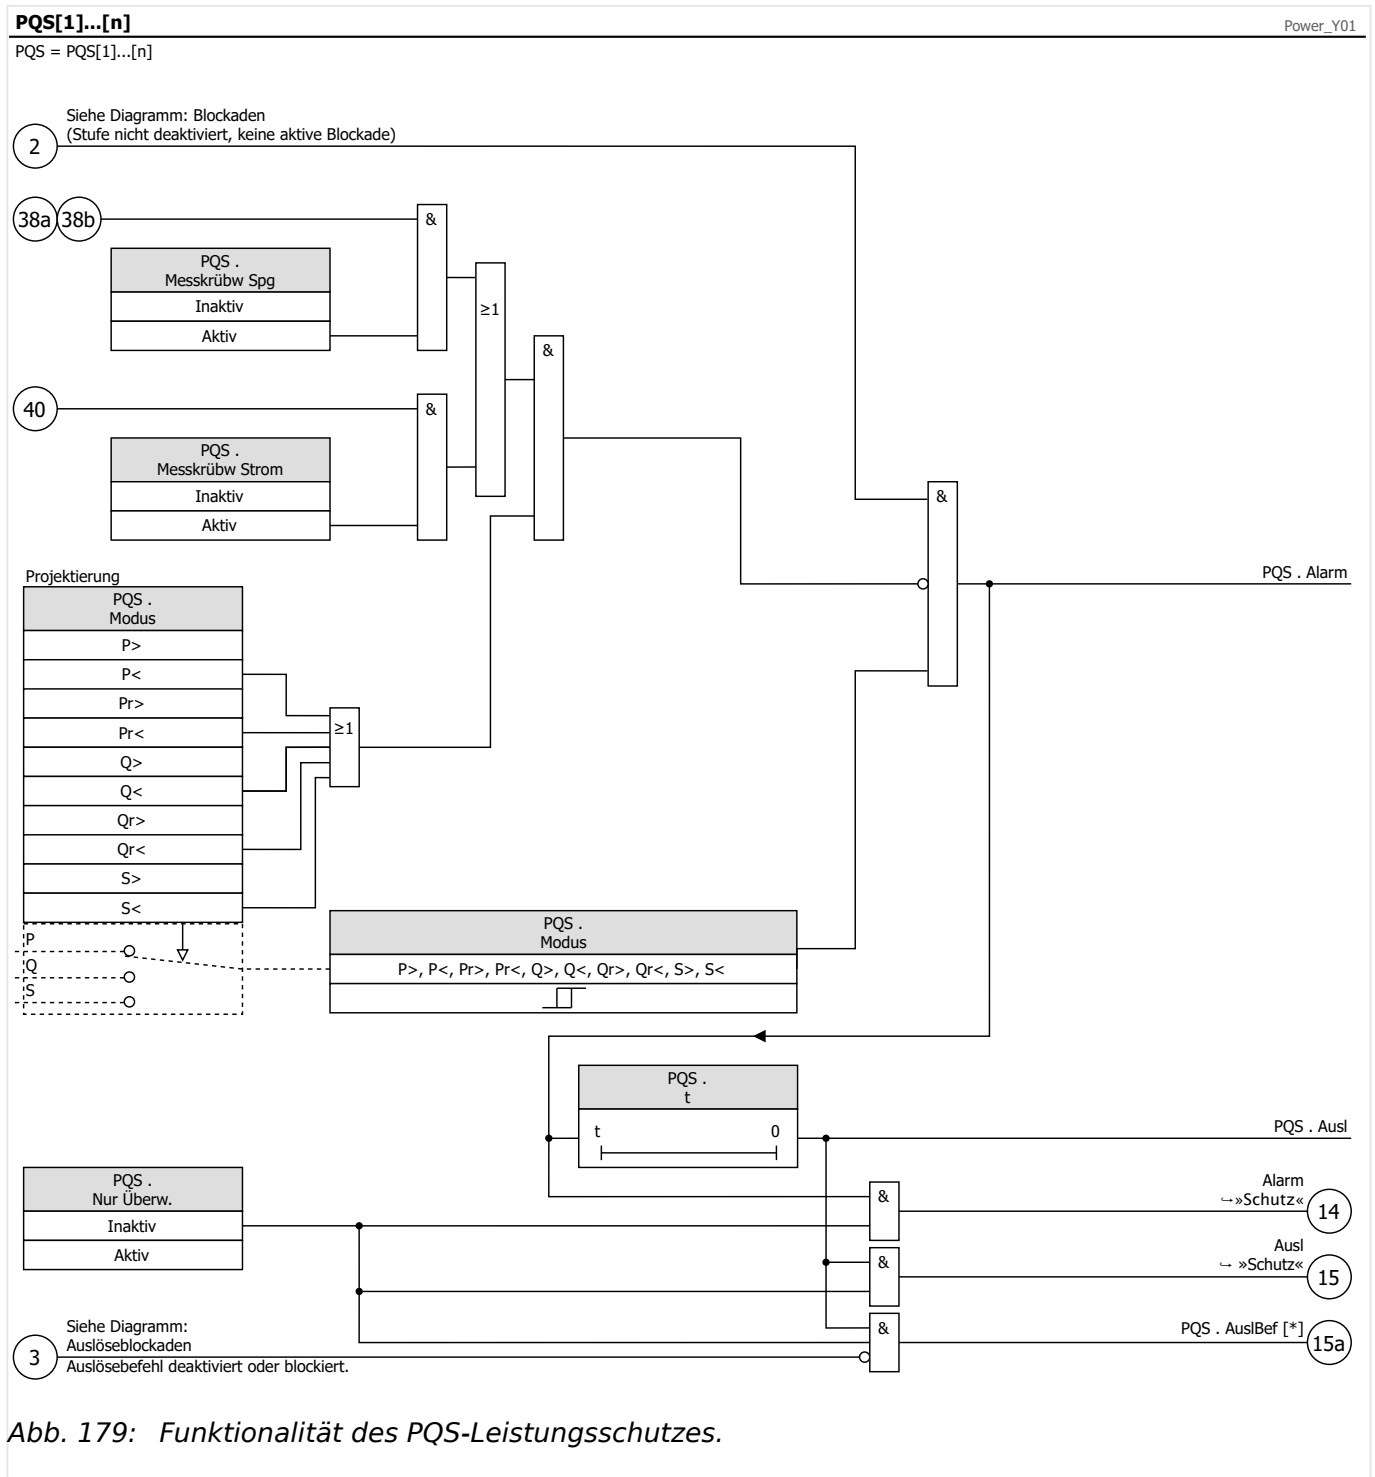 PQS[1]...[n]
Power_Y01
PQS = PQS[1]...[n]
Siehe Diagramm: Blockaden
(Stufe nicht deaktiviert, keine aktive Blockade)
2
38a
38b
&
PQS .
Messkrübw Spg
Inaktiv
Aktiv
≥1
&
40
&
PQS .
Messkrübw Strom
Inaktiv
Aktiv
&
PQS . Alarm
Projektierung
PQS .
Modus
P>
P<
Pr>
Pr<
≥1
Q>
Q<
Qr>
Qr<
S>
S<
P
Q
S
PQS .
Modus
P>, P<, Pr>, Pr<, Q>, Q<, Qr>, Qr<, S>, S<
PQS .
t
t 0
PQS . Ausl
PQS .
Nur Überw.
Inaktiv
Aktiv
&
Alarm
↪»Schutz«
14
&
Ausl
↪ »Schutz«
15
Siehe Diagramm:
Auslöseblockaden
Auslösebefehl deaktiviert oder blockiert.
3
&
PQS . AuslBef [*]
15a
Abb. 179: Funktionalität des PQS-Leistungsschutzes.